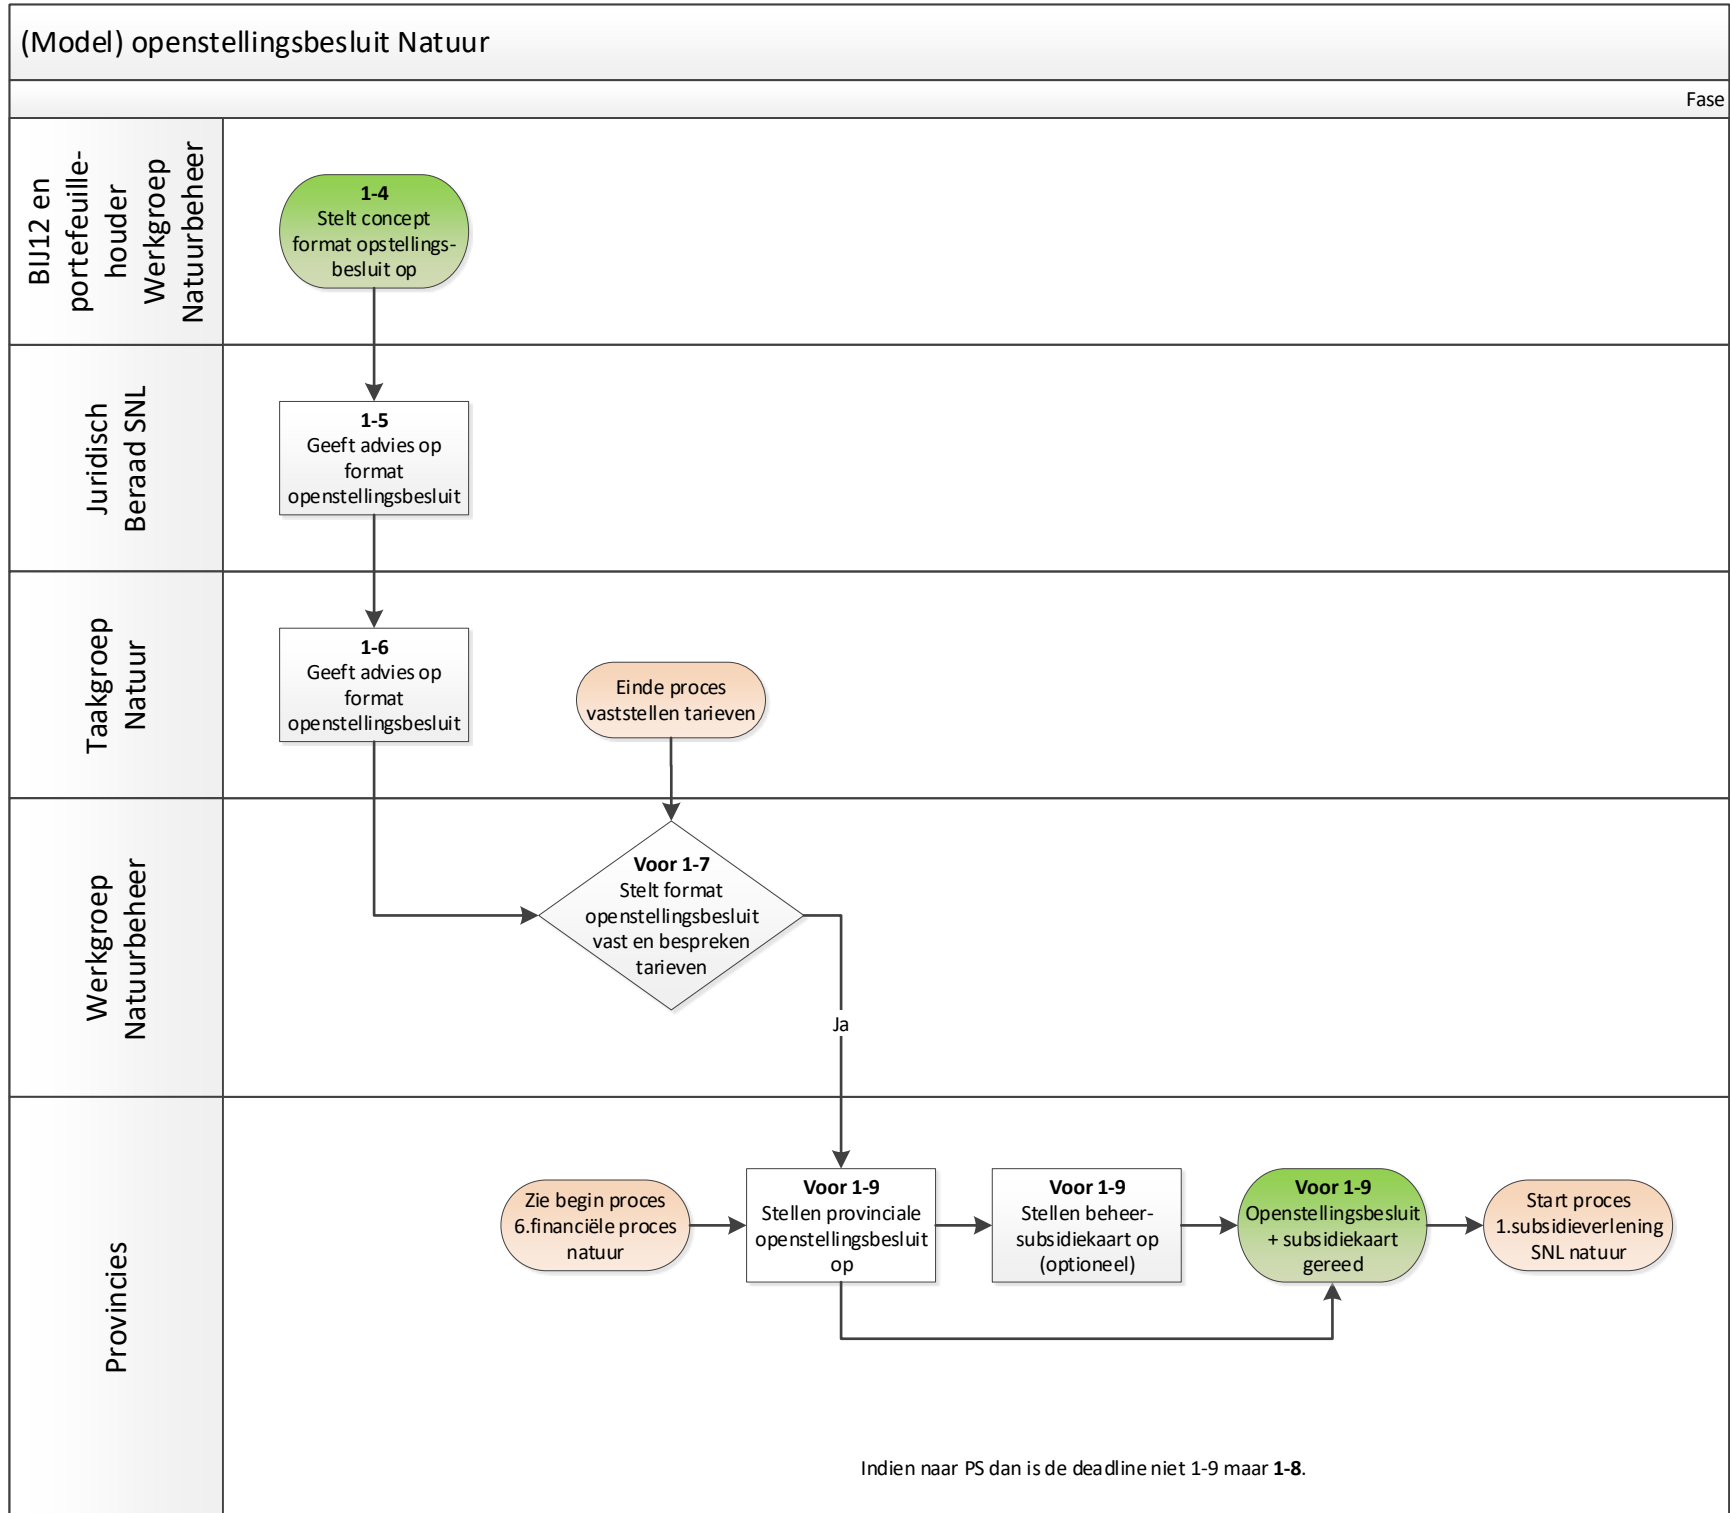 (Model) openstellingsbesluit Natuur
Fase
BIJ12 en
portefeuille-
houder
Werkgroep
Natuurbeheer
1-4
Stelt concept
format opstellings-
besluit op
Juridisch
Beraad SNL
1-5
Geeft advies op
format
openstellingsbesluit
Taakgroep
Natuur
1-6
Geeft advies op
format
openstellingsbesluit
Einde proces
vaststellen tarieven
Werkgroep
Natuurbeheer
Voor 1-7
Stelt format
openstellingsbesluit
vast en bespreken
tarieven
Ja
Provincies
Zie begin proces
6.financiële proces
natuur
Voor 1-9
Stellen provinciale
openstellingsbesluit
op
Voor 1-9
Stellen beheer-
subsidiekaart op
(optioneel)
Voor 1-9
Openstellingsbesluit
+ subsidiekaart
gereed
Start proces
1.subsidieverlening
SNL natuur
Indien naar PS dan is de deadline niet 1-9 maar 1-8.